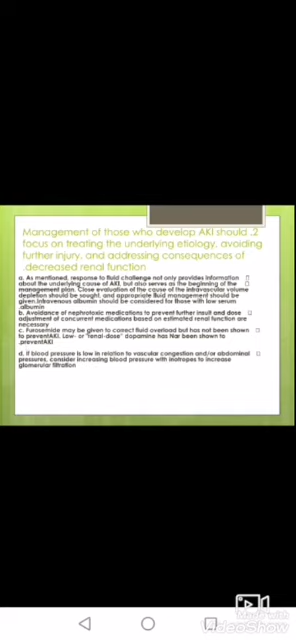 Management of those who develop AKI should .2
focus on treating the underlying etiology, avoiding
further injury, and addressing consequences of
.decreased renal function
a. As mentioned, response to fluid challenge not only provides information
about the underlying cause of AKI, but also serves as the beginning of the
management plan. Close evaluation of the cause of the intravascular volume
depletion should be sought, and appropriate fluid management should be
given.Intravenous albumin should be considered for those with low serum
.albumin
b. Avoidance of nephrotoxic medications to prevent further insult and dose
adjustment of concurrent medications based on estimated renal function are
necessary
c. Furosemide may be given to correct fluid overload but has not been shown
to preventAKI. Low- or "renal-dose" dopamine has Nar been shown to
.preventAKI
d. If blood pressure is low in relation to vascular congestion and/or abdominal
pressures, consider increasing blood pressure with inotropes to increase
glomerular filtration
Made with
VideoShow